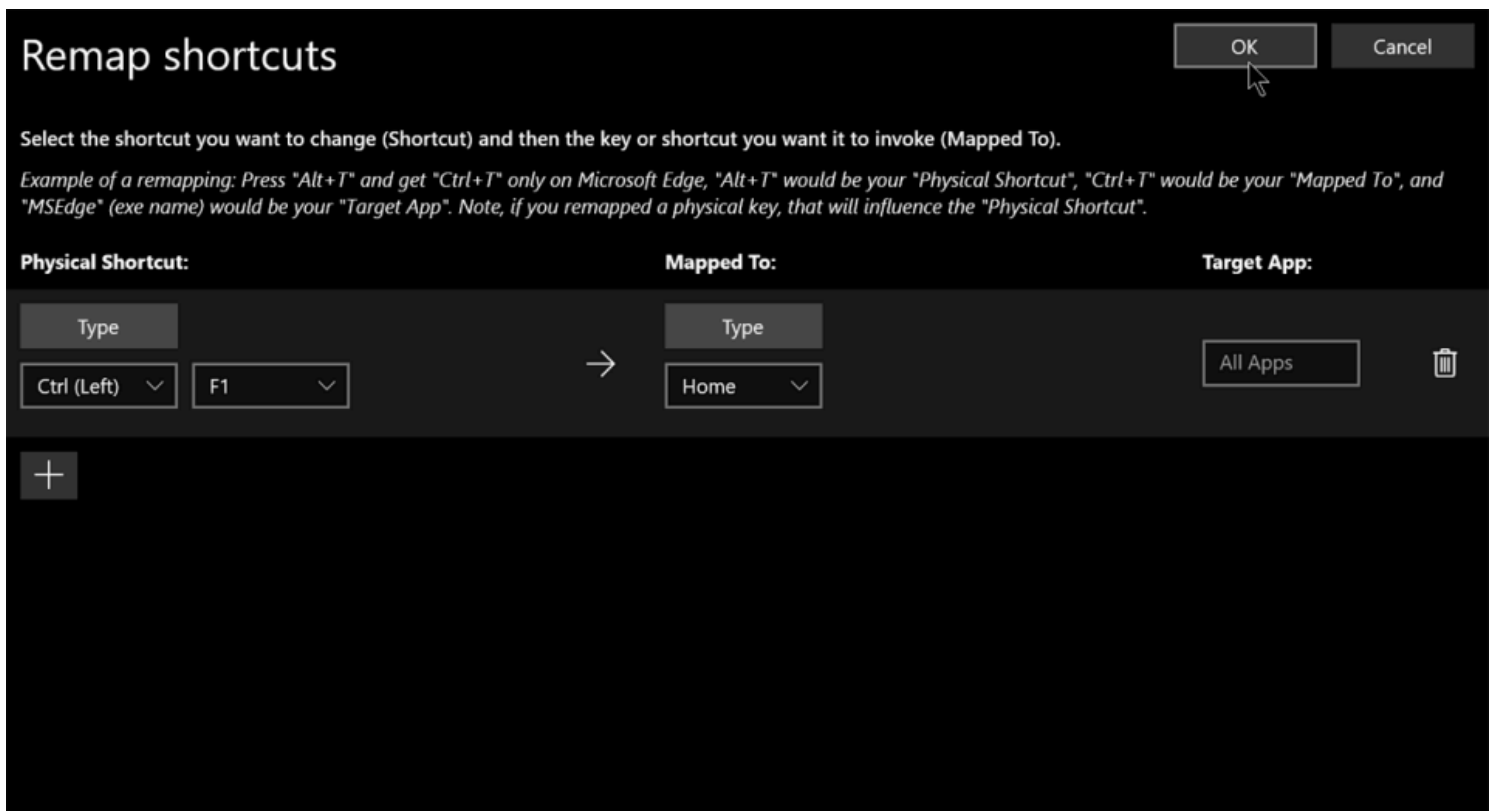 Remap shortcuts
OK
Cancel
Select the shortcut you want to change (Shortcut) and then the key or shortcut you want it to invoke (Mapped To).
Example of a remapping: Press "Alt+T" and get "Ctrl+T" only on Microsoft Edge, "Alt+T" would be your "Physical Shortcut", "Ctrl+T" would be your "Mapped To", and
"MSEdge" (exe name) would be your "Target App". Note, if you remapped a physical key, that will influence the "Physical Shortcut".
Physical Shortcut:
Mapped To:
Target App:
Type
Type
Ctrl (Left)
F1
Home
All Apps